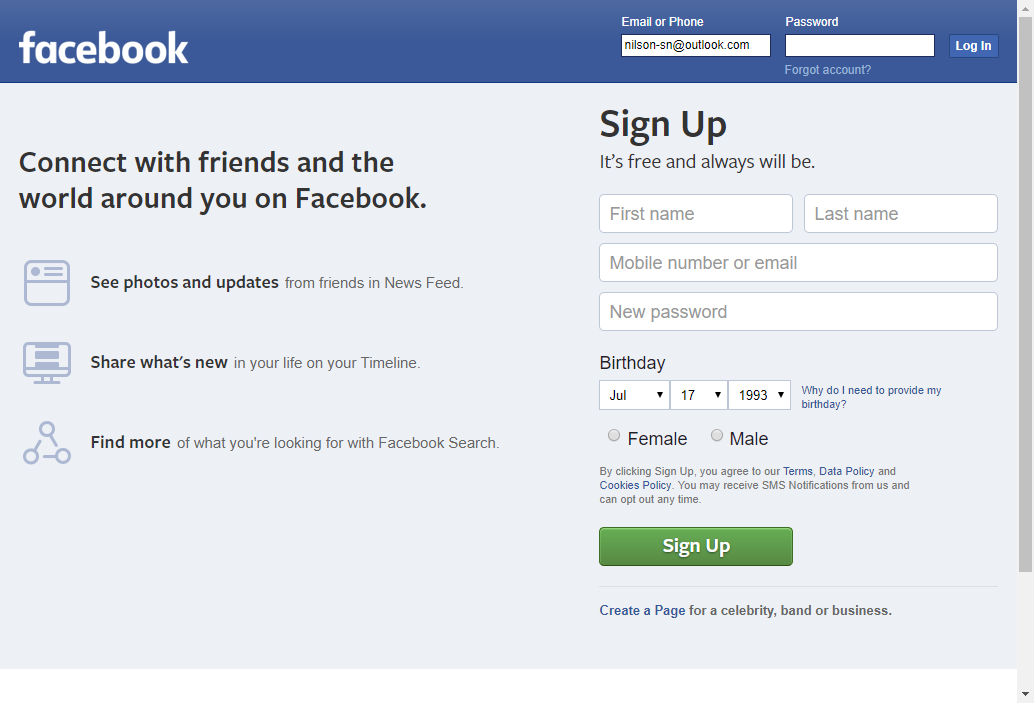 facebook
Email or Phone
Password
nilson-sn@outlook.com
Log In
Forgot account?
Connect with friends and the
world around you on Facebook.
See photos and updates from friends in News Feed.
Share what's new in your life on your Timeline.
Find more of what you're looking for with Facebook Search.
Sign Up
It's free and always will be.
First name
Last name
Mobile number or email
New password
Birthday
Jul 17 1993
Why do I need to provide my
birthday?
Female Male
By clicking Sign Up, you agree to our Terms, Data Policy and
Cookies Policy. You may receive SMS Notifications from us and
can opt out any time.
Sign Up
Create a Page for a celebrity, band or business.